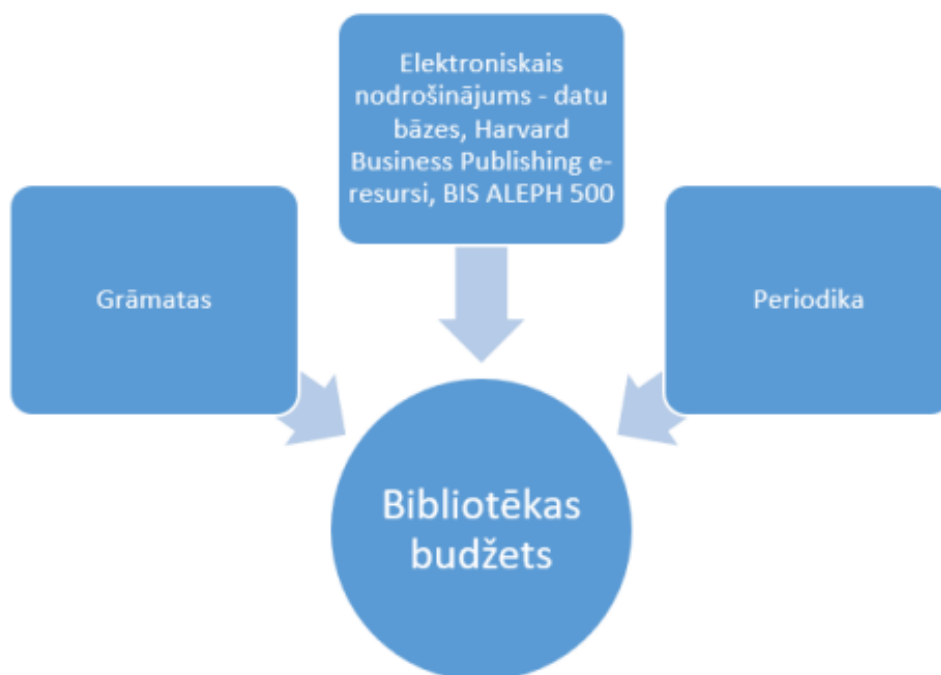 Elektroniskais
nodrošinājums - datu
bāzes, Harvard
Business Publishing e-
resursi, BIS ALEPH 500
Grāmatas
Periodika
Bibliotēkas
budžets